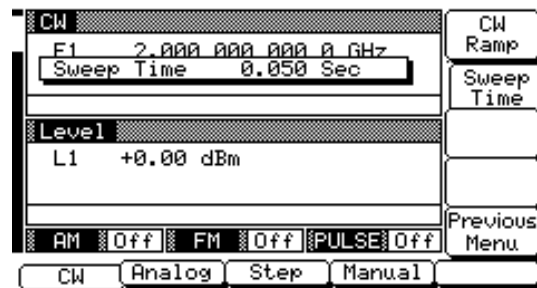 CW
F1 2.000 000 000 0 GHz
Sweep Time 0.050 Sec
Level
L1 +0.00 dBm
AM Off FM Off PULSE Off
CW Analog Step Manual
CW
Ramp
Sweep
Time
Previous
Menu